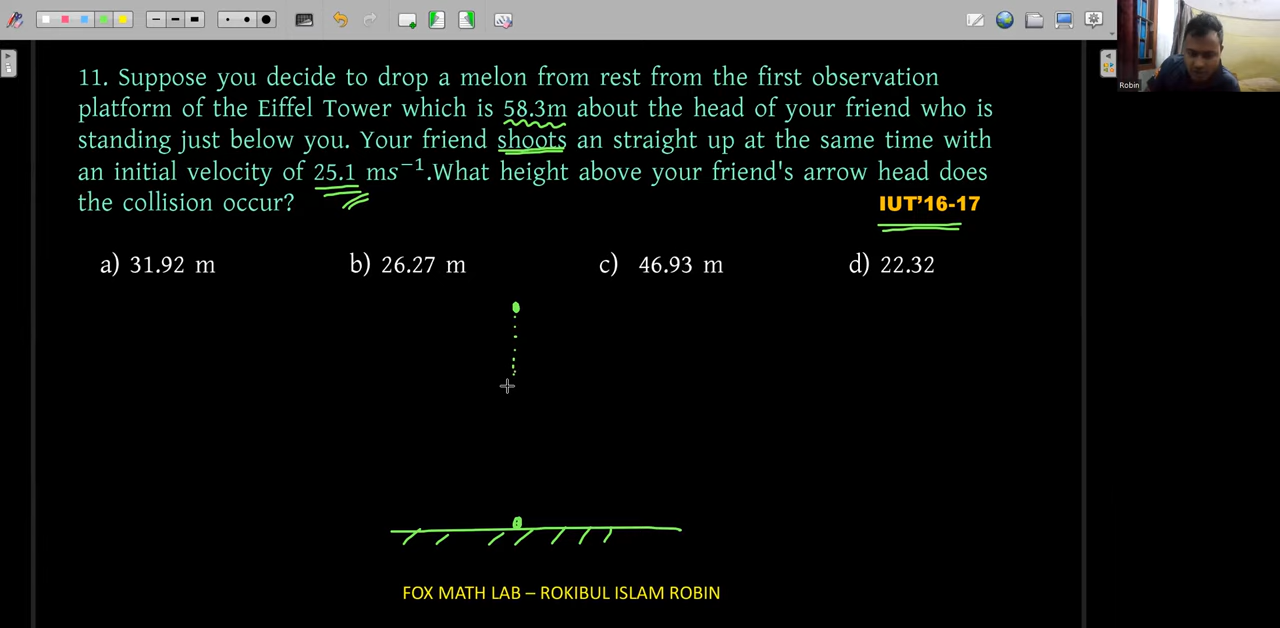 Robin
11. Suppose you decide to drop a melon from rest from the first observation
platform of the Eiffel Tower which is 58.3m about the head of your friend who is
standing just below you. Your friend shoots an straight up at the same time with
an initial velocity of 25.1 ms⁻¹.What height above your friend's arrow head does
the collision occur?
IUT'16-17
a) 31.92 m b) 26.27 m c) 46.93 m d) 22.32
FOX MATH LAB – ROKIBUL ISLAM ROBIN